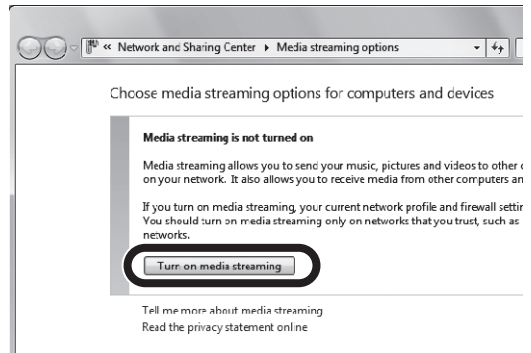 « Network and Sharing Center ▸ Media streaming options
Choose media streaming options for computers and devices
Media streaming is not turned on
Media streaming allows you to send your music, pictures and videos to other
on your network. It also allows you to receive media from other computers an
If you turn on media streaming, your current network profile and firewall settin
You should turn on media streaming only on networks that you trust, such as
networks.
Turn on media streaming
Tell me more about media streaming
Read the privacy statement online